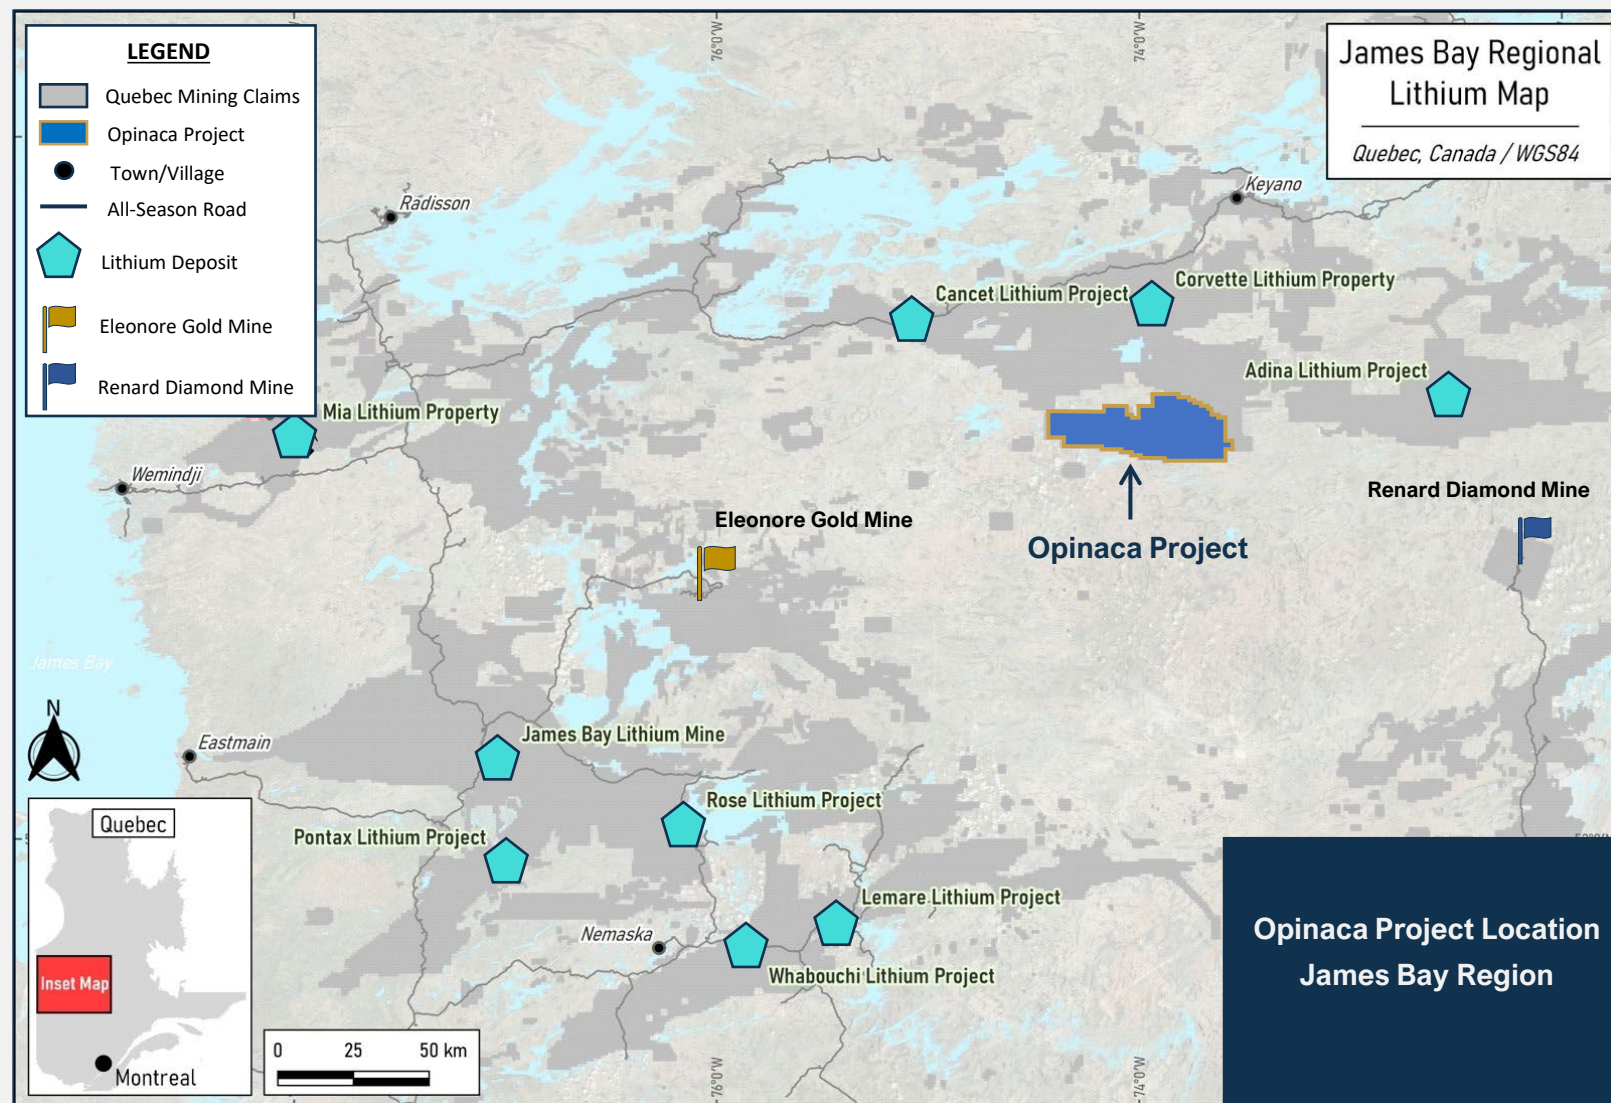 LEGEND
Quebec Mining Claims
Opinaca Project
Town/Village
All-Season Road
Lithium Deposit
Eleonore Gold Mine
Renard Diamond Mine
76°0'W
74°0'W
James Bay Regional
Lithium Map
Quebec, Canada / WGS84
Radisson
Keyano
Cancet Lithium Project
Corvette Lithium Property
Adina Lithium Project
Mia Lithium Property
Wemindji
Renard Diamond Mine
Eleonore Gold Mine
Opinaca Project
James Bay
N
Eastmain
James Bay Lithium Mine
Rose Lithium Project
Pontax Lithium Project
Lemare Lithium Project
Nemaska
Whabouchi Lithium Project
Quebec
Inset Map
Montreal
0 25 50 km
76°0'W
74°0'W
Opinaca Project Location
James Bay Region